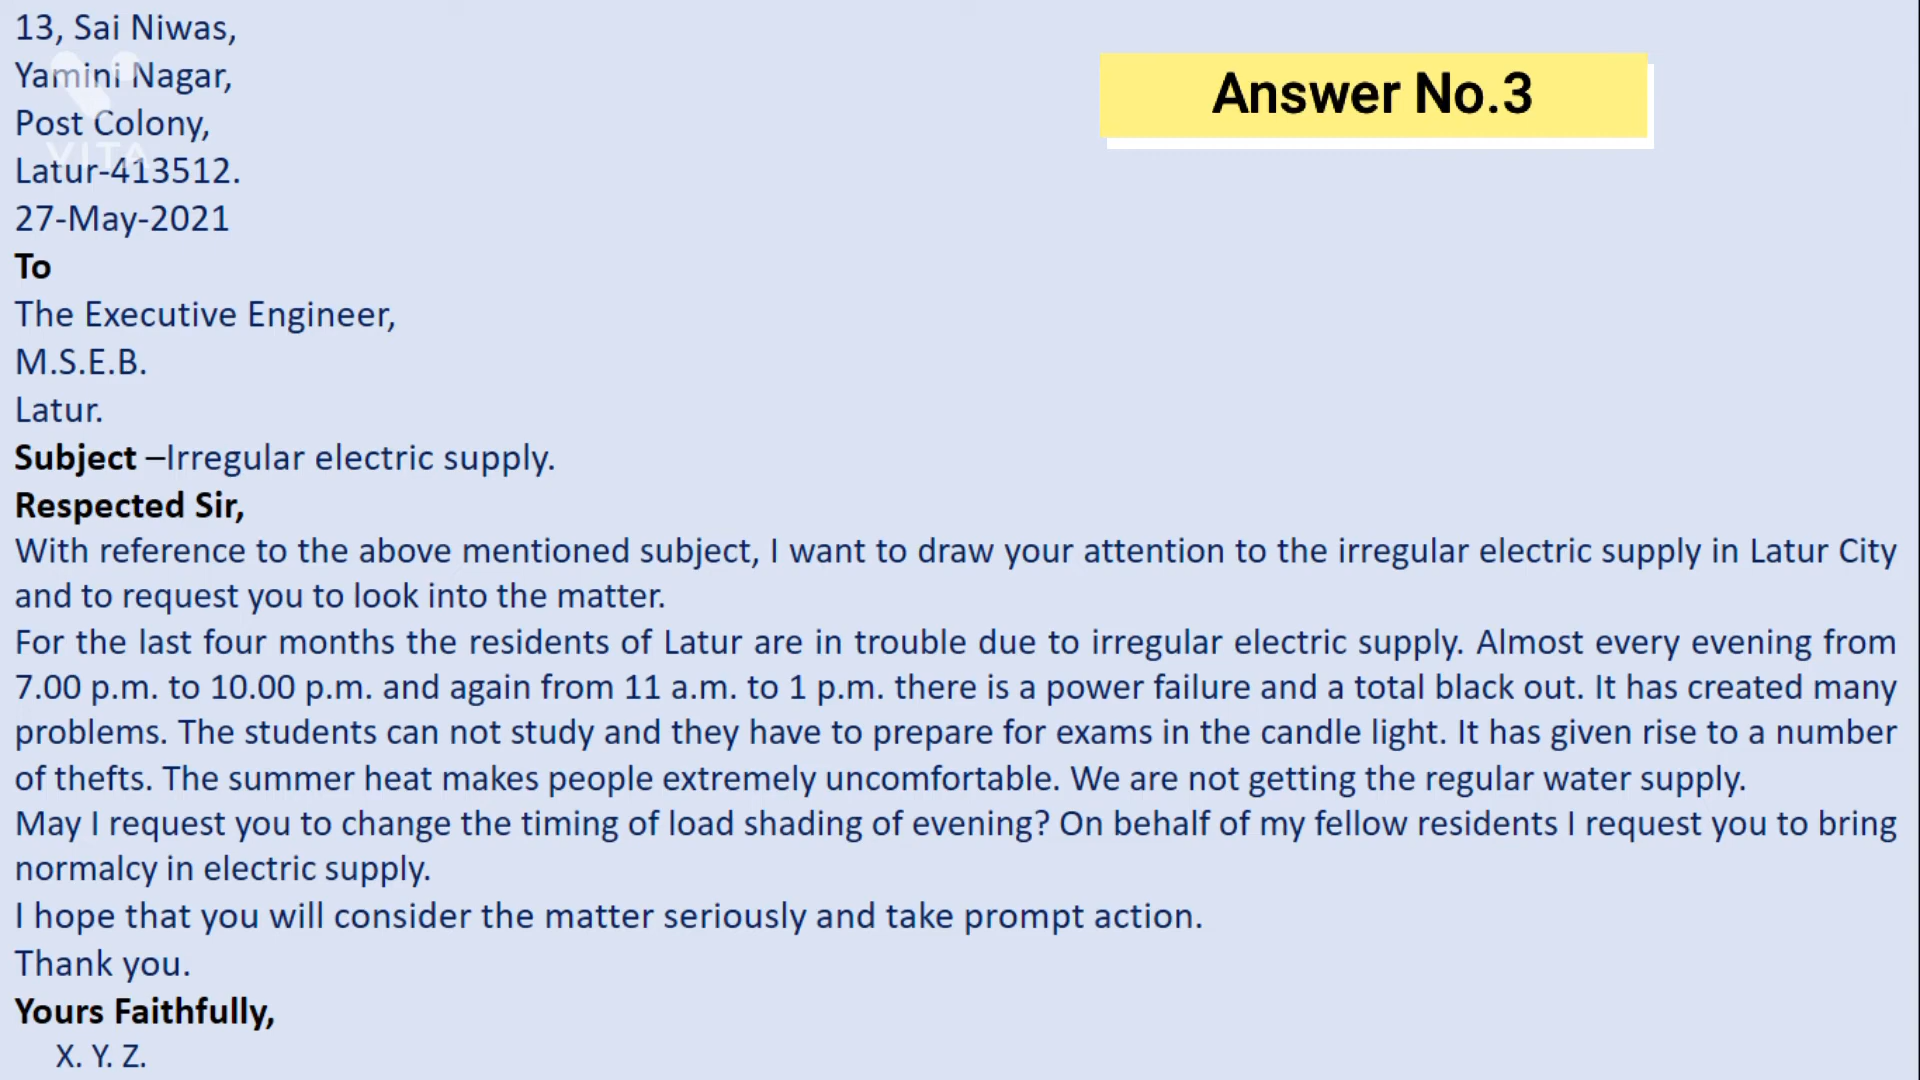 13, Sai Niwas,
Yamini Nagar,
Post Colony,
VITA
Latur-413512.
27-May-2021
Answer No.3
To
The Executive Engineer,
M.S.E.B.
Latur.
Subject –Irregular electric supply.
Respected Sir,
With reference to the above mentioned subject, I want to draw your attention to the irregular electric supply in Latur City
and to request you to look into the matter.
For the last four months the residents of Latur are in trouble due to irregular electric supply. Almost every evening from
7.00 p.m. to 10.00 p.m. and again from 11 a.m. to 1 p.m. there is a power failure and a total black out. It has created many
problems. The students can not study and they have to prepare for exams in the candle light. It has given rise to a number
of thefts. The summer heat makes people extremely uncomfortable. We are not getting the regular water supply.
May I request you to change the timing of load shading of evening? On behalf of my fellow residents I request you to bring
normalcy in electric supply.
I hope that you will consider the matter seriously and take prompt action.
Thank you.
Yours Faithfully,
X. Y. Z.